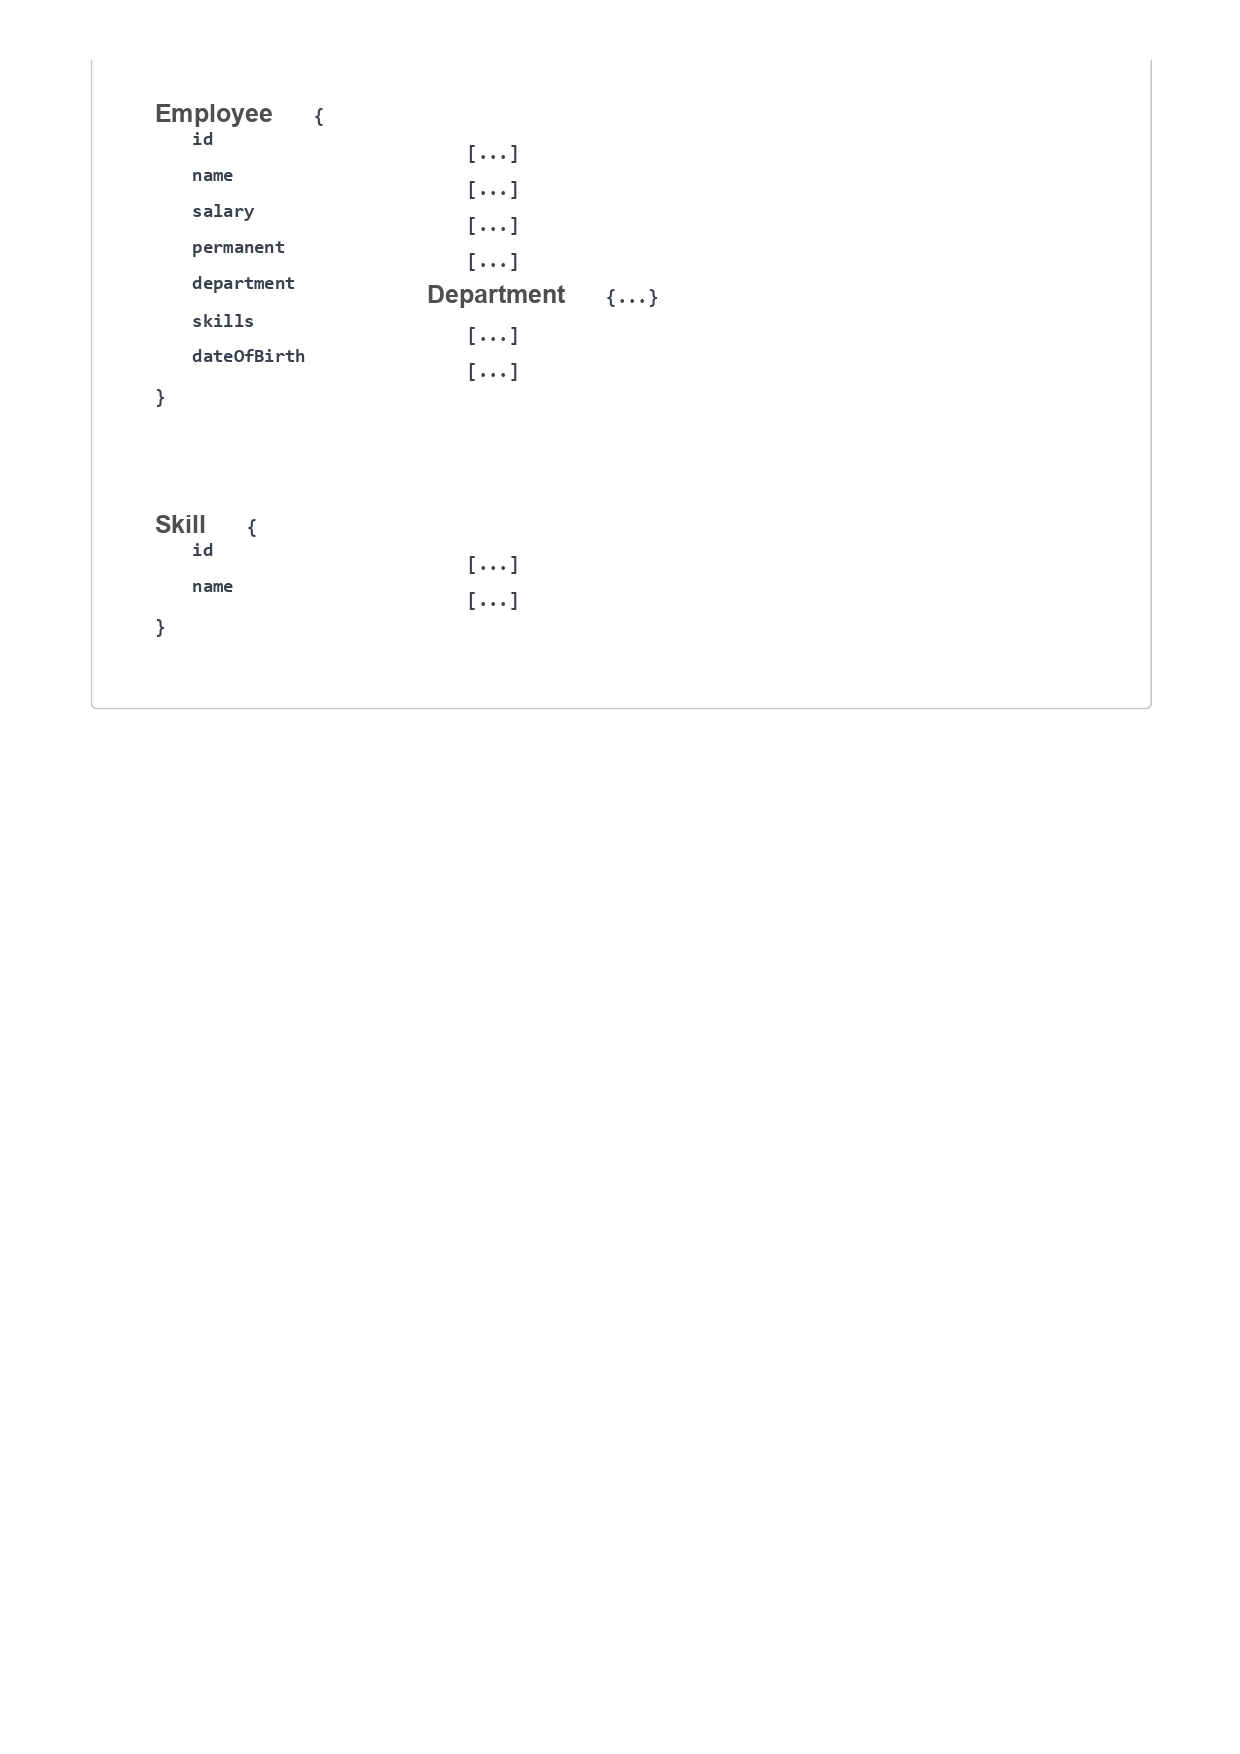 Employee {
id [...]
name [...]
salary [...]
permanent [...]
department Department {...}
skills [...]
dateOfBirth [...]
}
Skill {
id [...]
name [...]
}